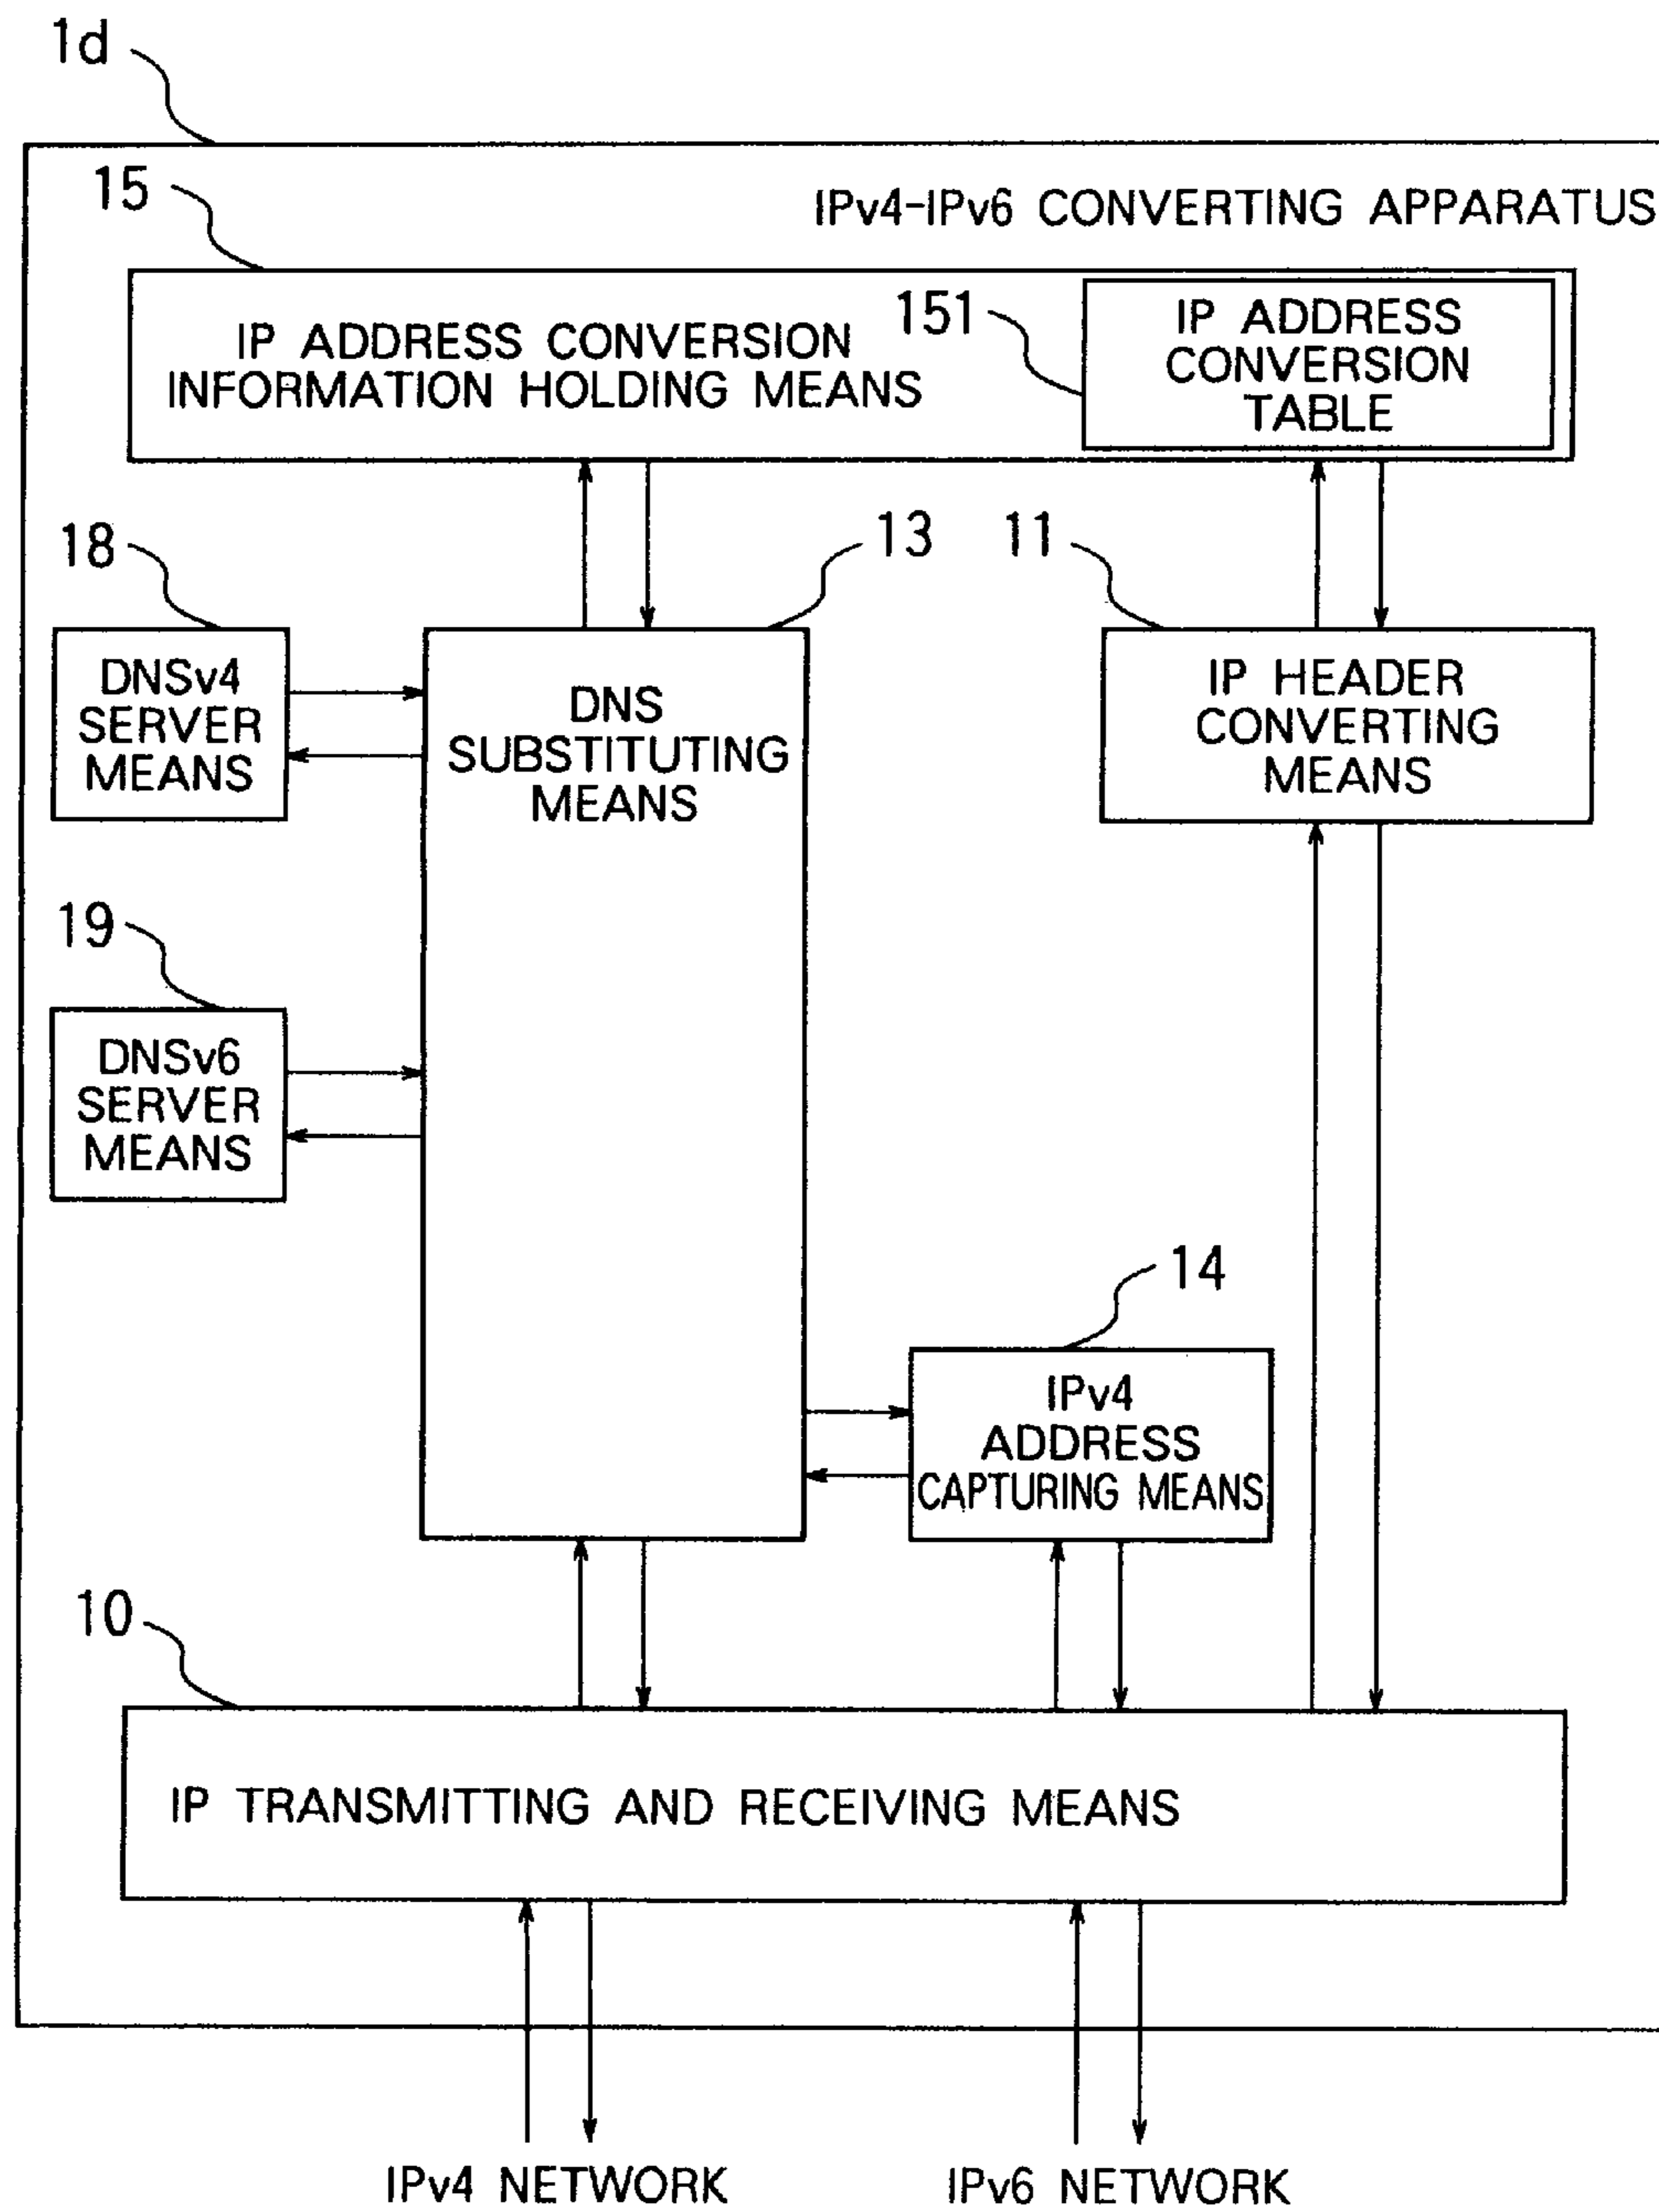 1d
15
IPv4-IPv6 CONVERTING APPARATUS
IP ADDRESS CONVERSION
INFORMATION HOLDING MEANS
151
IP ADDRESS
CONVERSION
TABLE
18
13
11
DNSv4
SERVER
MEANS
DNS
SUBSTITUTING
MEANS
IP HEADER
CONVERTING
MEANS
19
DNSv6
SERVER
MEANS
14
IPv4
ADDRESS
CAPTURING MEANS
10
IP TRANSMITTING AND RECEIVING MEANS
IPv4 NETWORK
IPv6 NETWORK